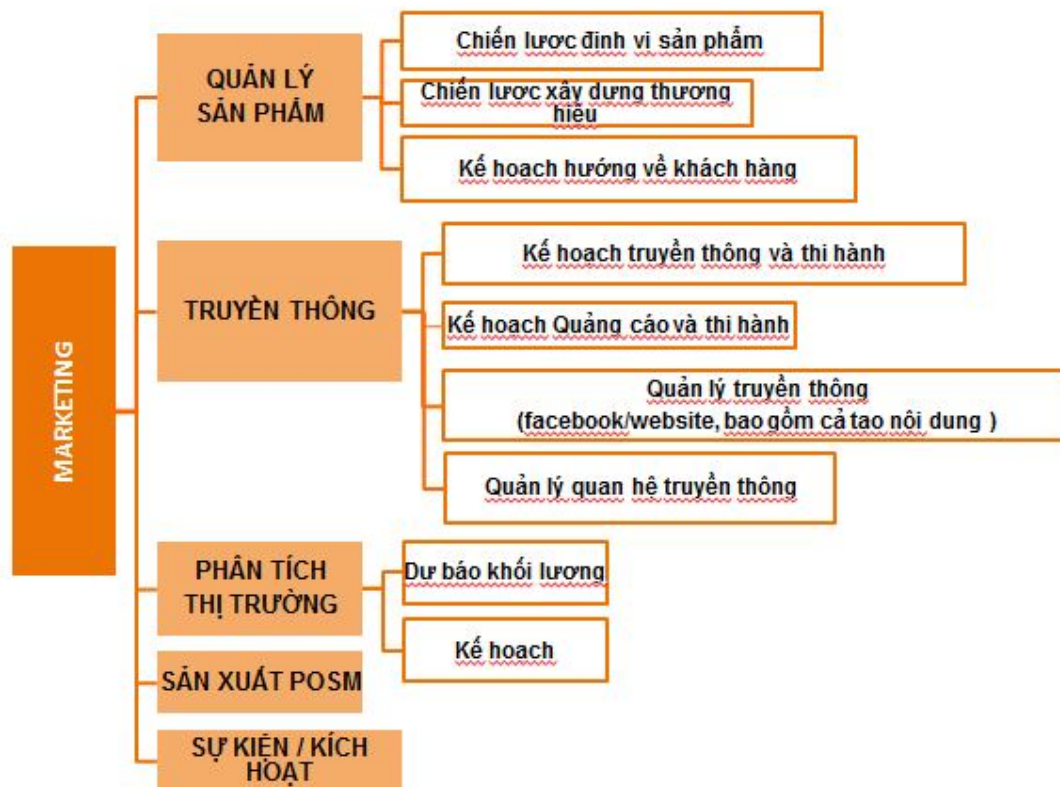 MARKETING
QUẢN LÝ
SẢN PHẨM
Chiến lược định vị sản phẩm
Chiến lược xây dựng thương
hiệu
Kế hoạch hướng về khách hàng
TRUYỀN THÔNG
Kế hoạch truyền thông và thi hành
Kế hoạch Quảng cáo và thi hành
Quản lý truyền thông
(facebook/website, bao gồm cả tạo nội dung )
Quản lý quan hệ truyền thông
PHÂN TÍCH
THỊ TRƯỜNG
Dự báo khối lượng
Kế hoạch
SẢN XUẤT POSM
SỰ KIỆN / KÍCH
HOẠT